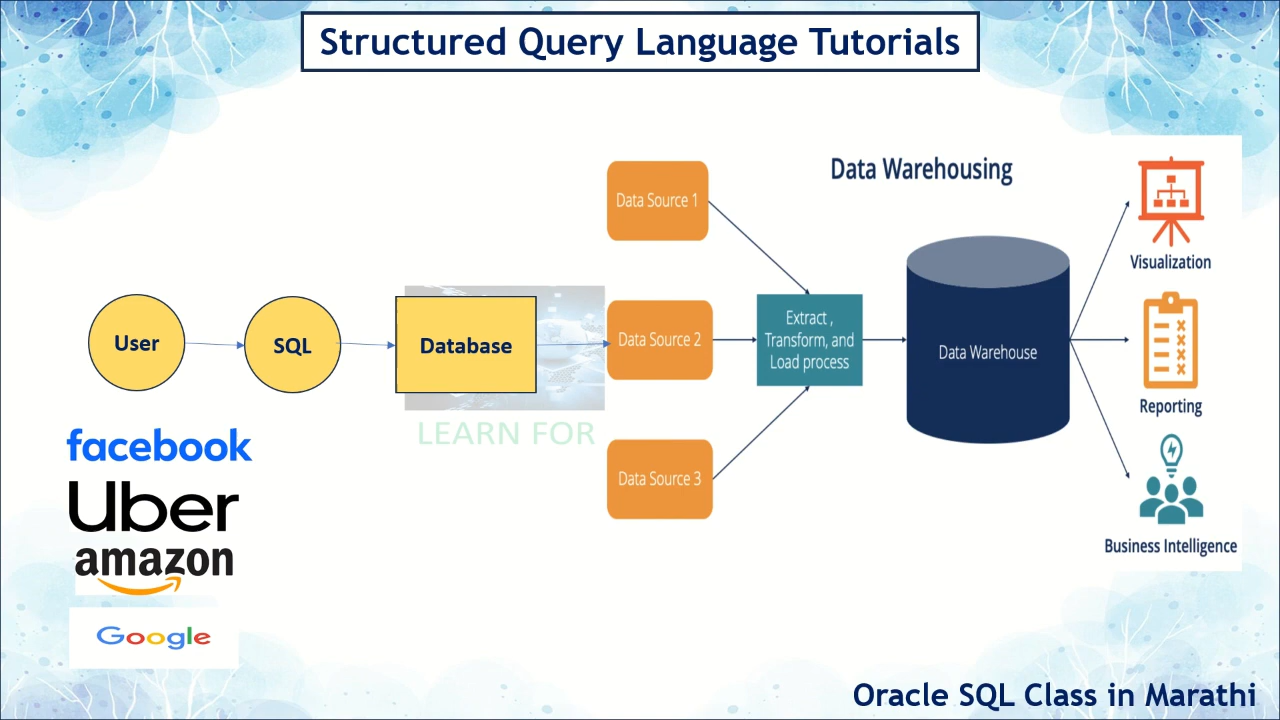 Structured Query Language Tutorials
Data Warehousing
Data Source 1
Data Source 2
Data Source 3
Extract ,
Transform, and
Load process
Data Warehouse
Visualization
Reporting
Business Intelligence
User
SQL
Database
LEARN FOR
facebook
Uber
amazon
Google
Oracle SQL Class in Marathi